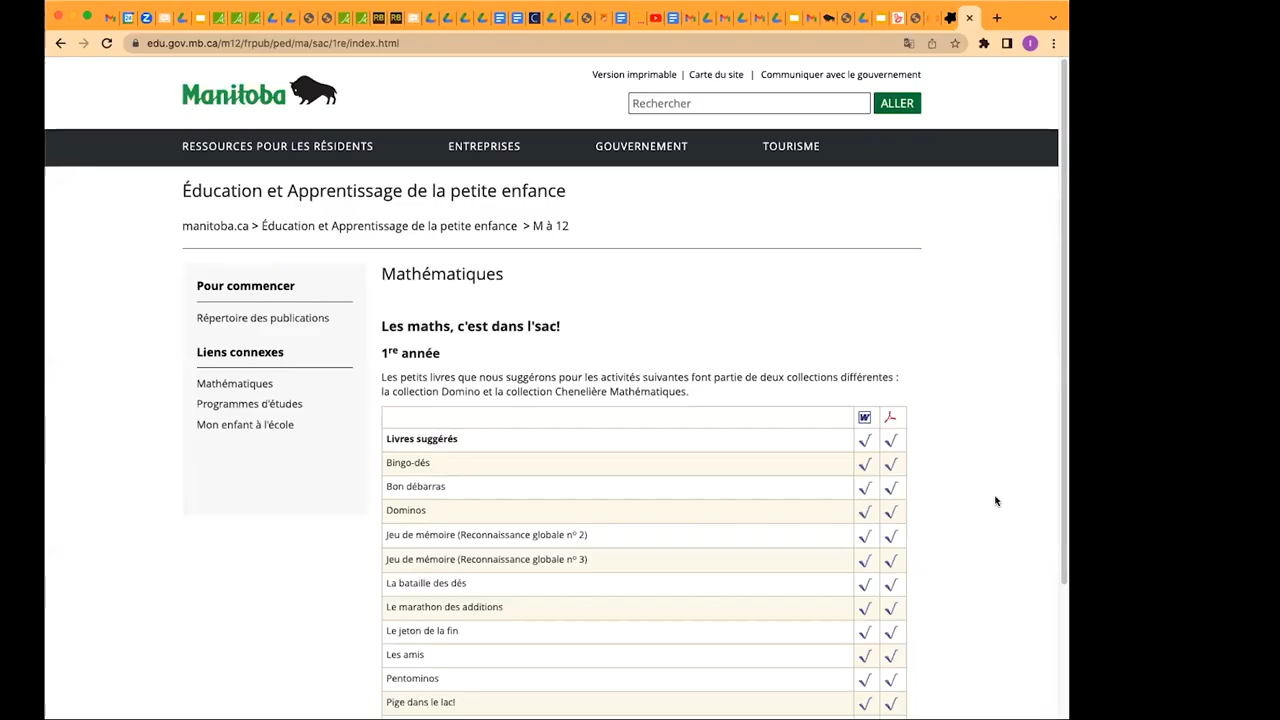 edu.gov.mb.ca/m12/frpub/ped/ma/sac/1re/index.html
Manitoba
Version imprimable | Carte du site | Communiquer avec le gouvernement
Rechercher
ALLER
RESSOURCES POUR LES RÉSIDENTS ENTREPRISES GOUVERNEMENT TOURISME
Éducation et Apprentissage de la petite enfance
manitoba.ca > Éducation et Apprentissage de la petite enfance > M à 12
Pour commencer
Répertoire des publications
Liens connexes
Mathématiques
Programmes d'études
Mon enfant à l'école
Mathématiques
Les maths, c'est dans l'sac!
1re année
Les petits livres que nous suggérons pour les activités suivantes font partie de deux collections différentes :
la collection Domino et la collection Chenelière Mathématiques.
Livres suggérés
Bingo-dés
Bon débarras
Dominos
Jeu de mémoire (Reconnaissance globale nº 2)
Jeu de mémoire (Reconnaissance globale nº 3)
La bataille des dés
Le marathon des additions
Le jeton de la fin
Les amis
Pentominos
Pige dans le lac!